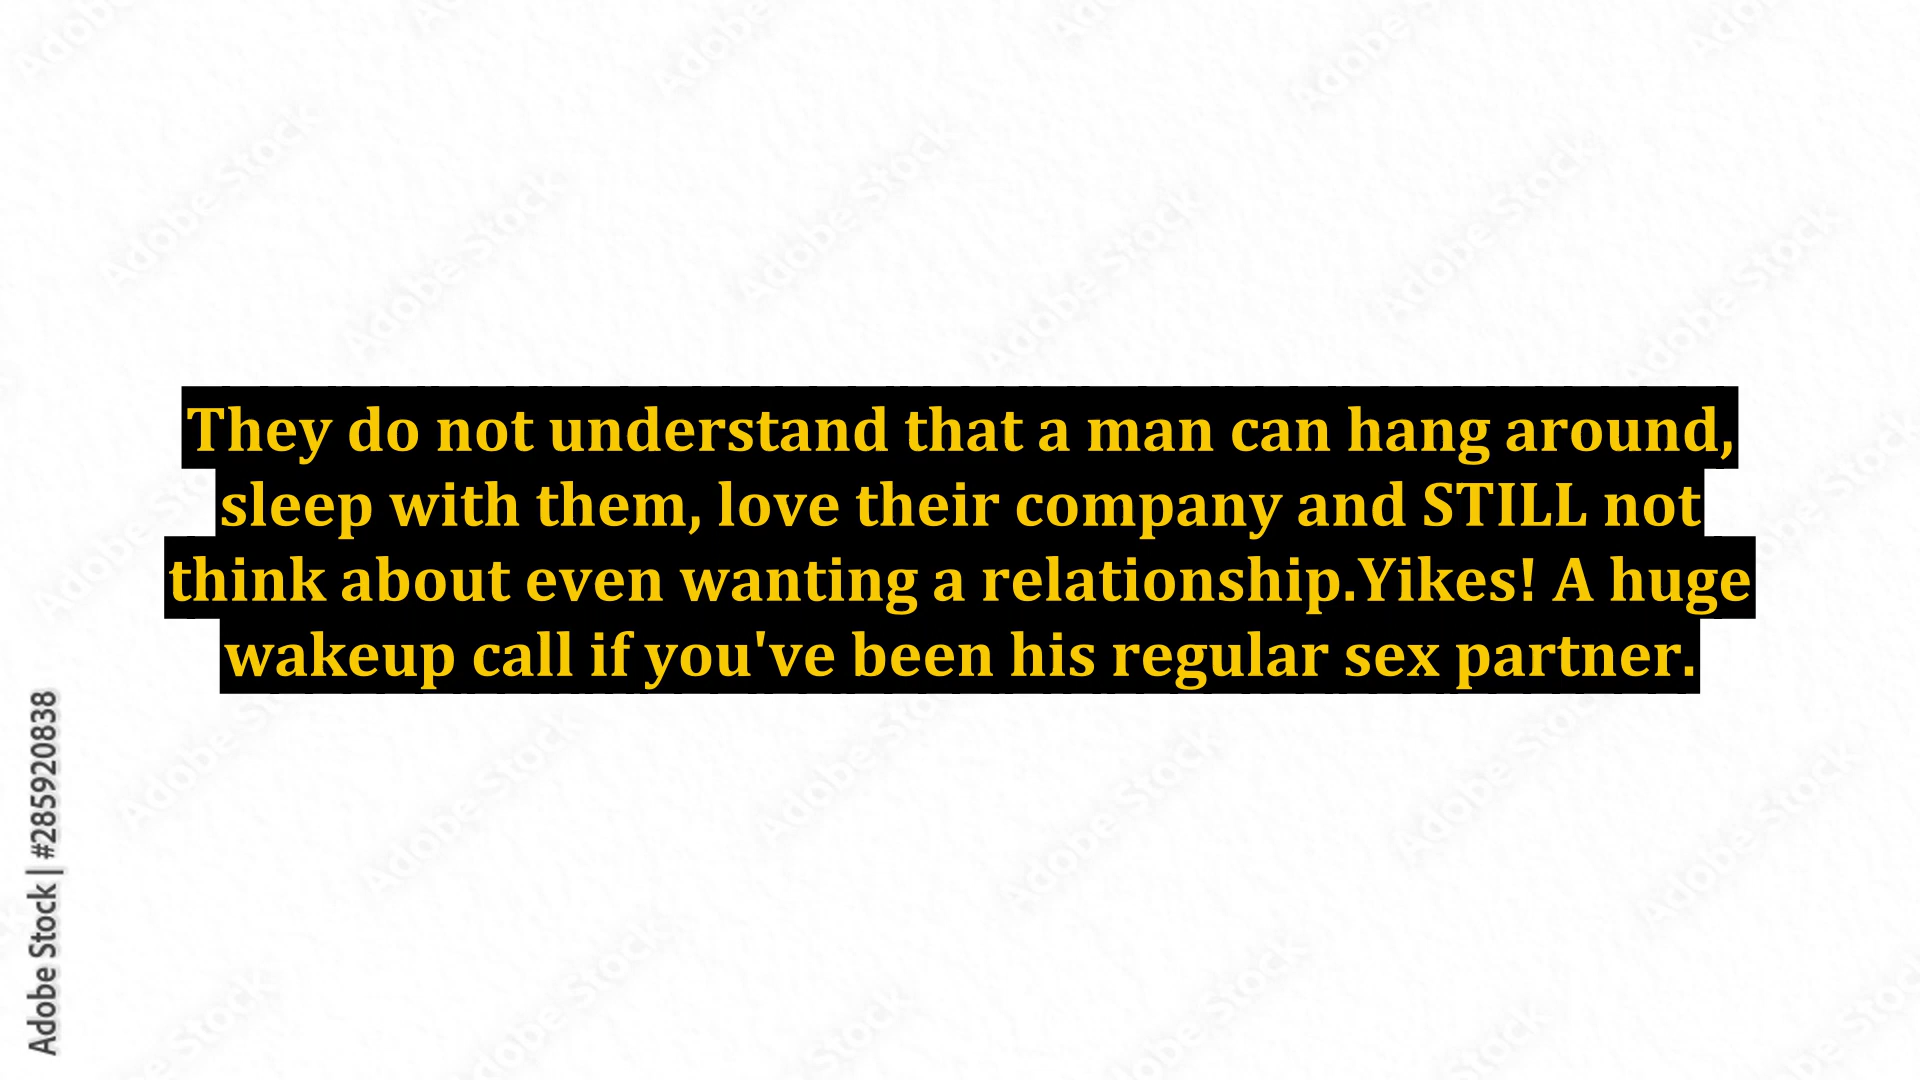 They do not understand that a man can hang around,
sleep with them, love their company and STILL not
think about even wanting a relationship.Yikes! A huge
wakeup call if you've been his regular sex partner.
Adobe Stock | #285920838
Adobe Stock